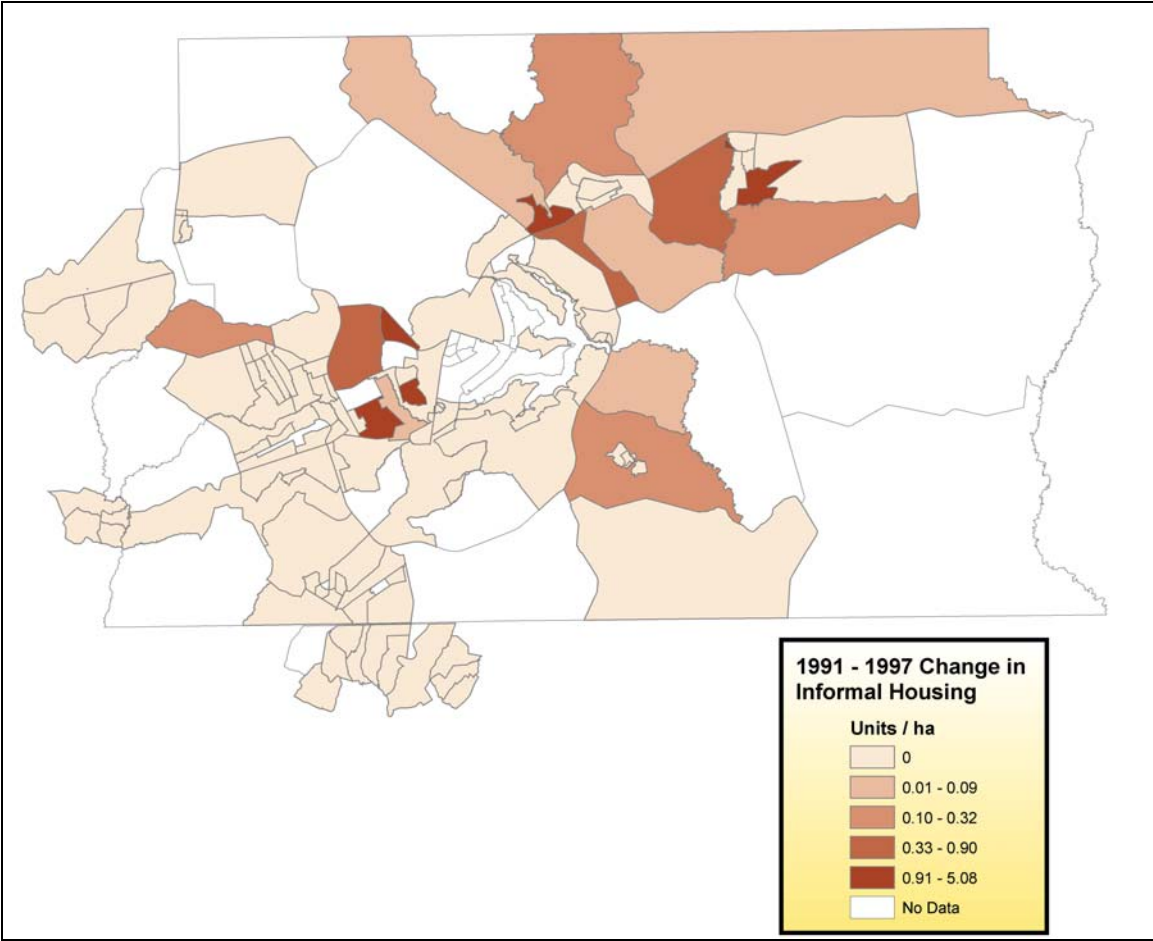 1991 - 1997 Change in
Informal Housing
Units / ha
0
0.01 - 0.09
0.10 - 0.32
0.33 - 0.90
0.91 - 5.08
No Data